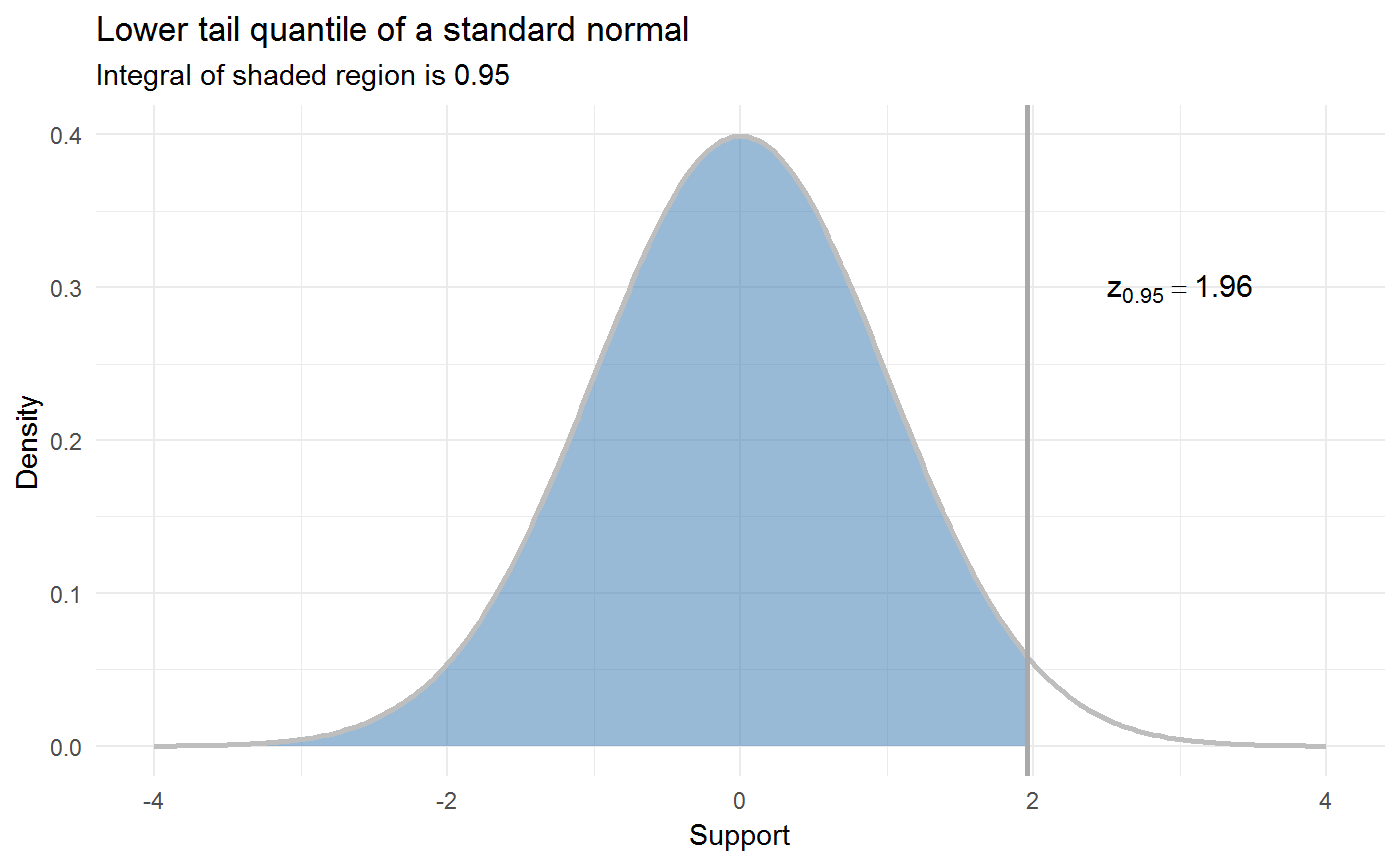 Lower tail quantile of a standard normal
Integral of shaded region is 0.95
0.4
0.3
0.2
0.1
0.0
Density
z0.95 = 1.96
-4
-2
0
2
4
Support